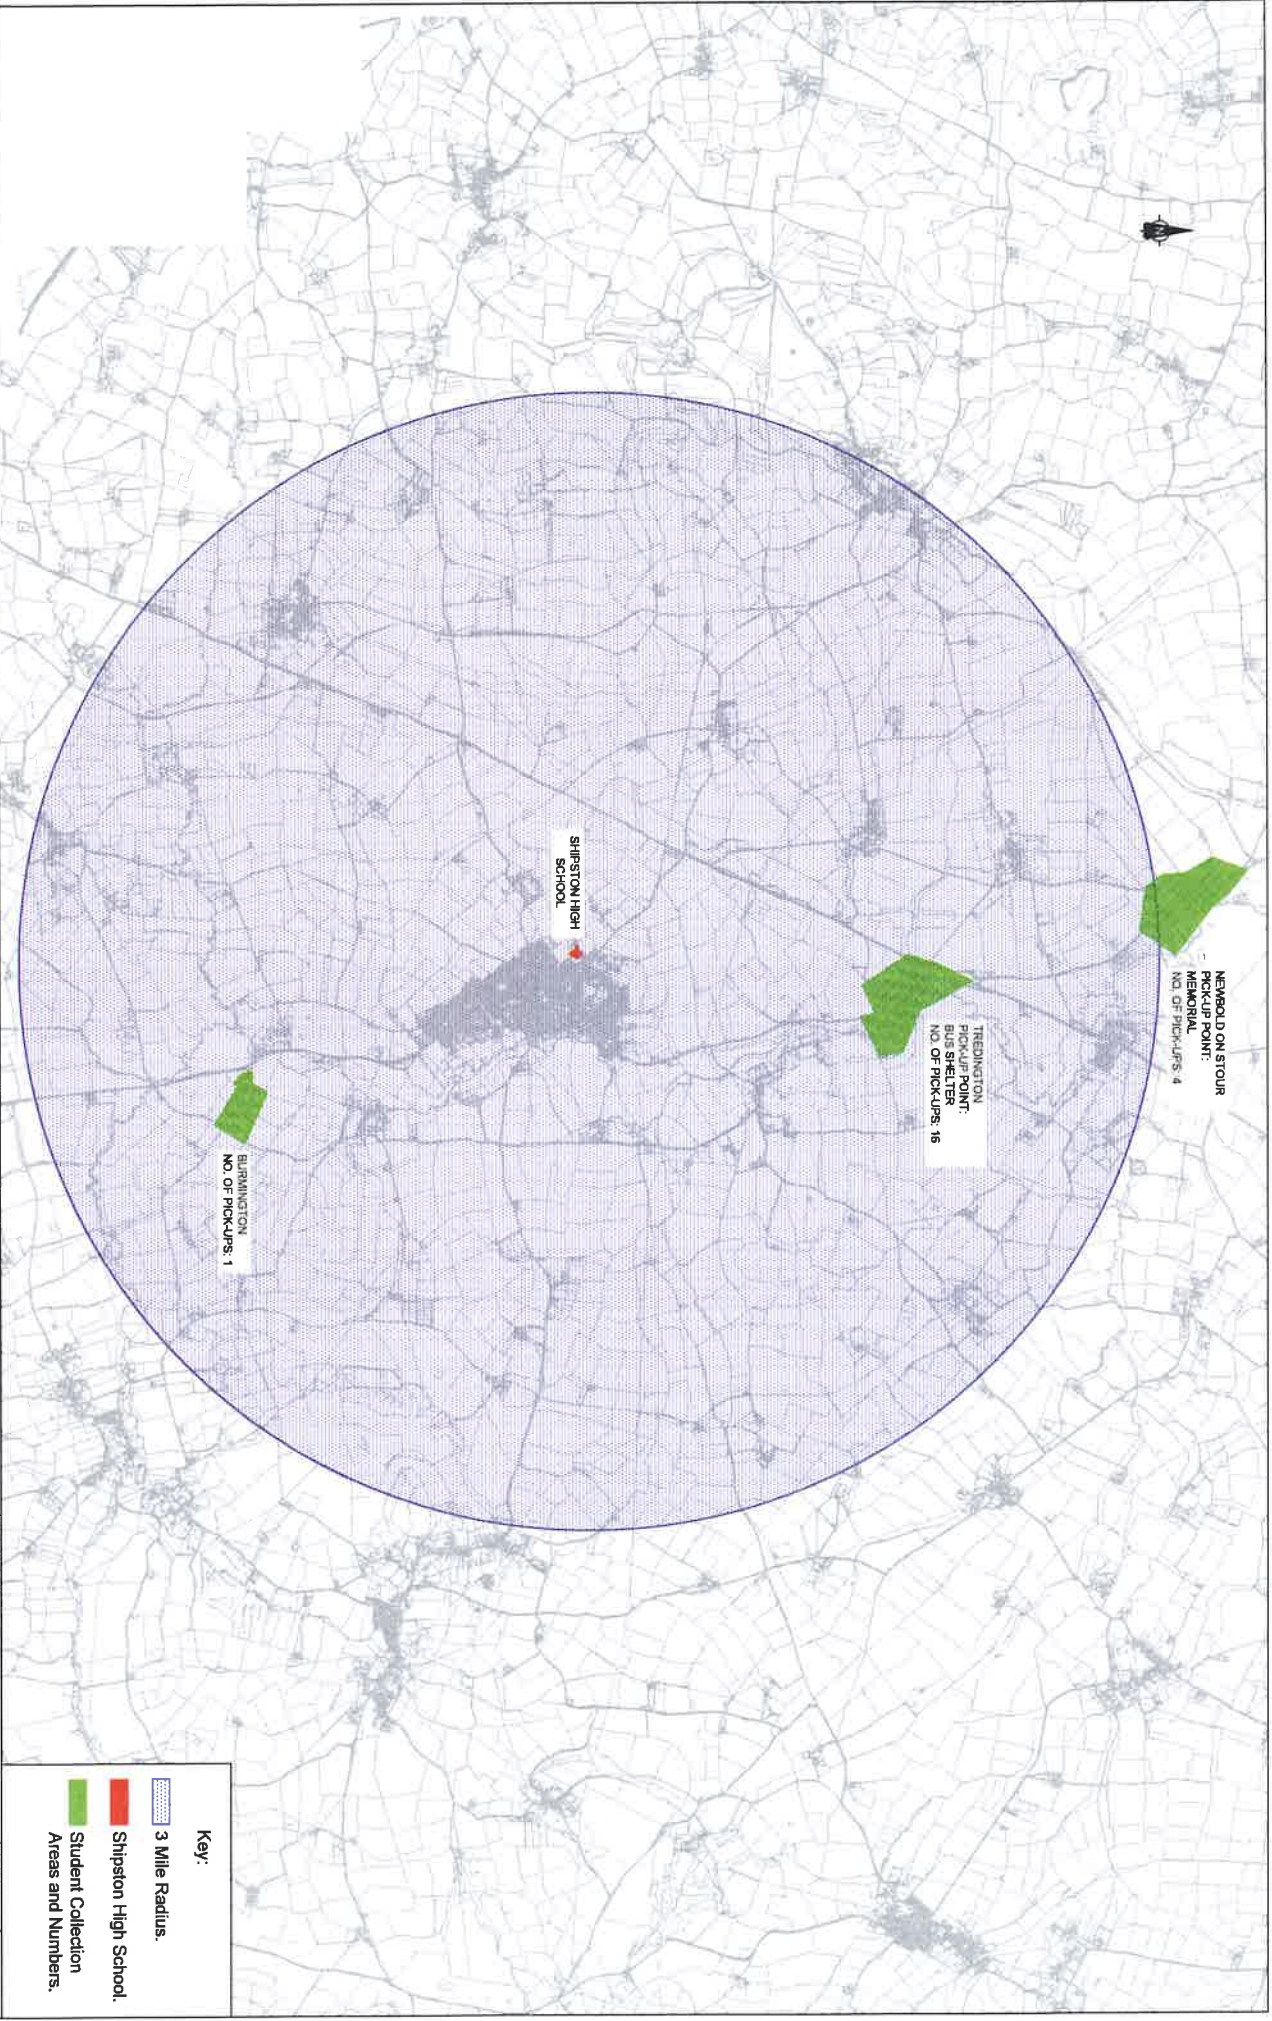 NEWBOLD ON STOUR
PICK-UP POINT:
MEMORIAL
NO. OF PICK-UPS: 4
TREDINGTON
PICK-UP POINT:
BUS SHELTER
NO. OF PICK-UPS: 16
SHIPSTON HIGH
SCHOOL
BURMINGTON
NO. OF PICK-UPS: 1
Key:
3 Mile Radius.
Shipston High School.
Student Collection
Areas and Numbers.